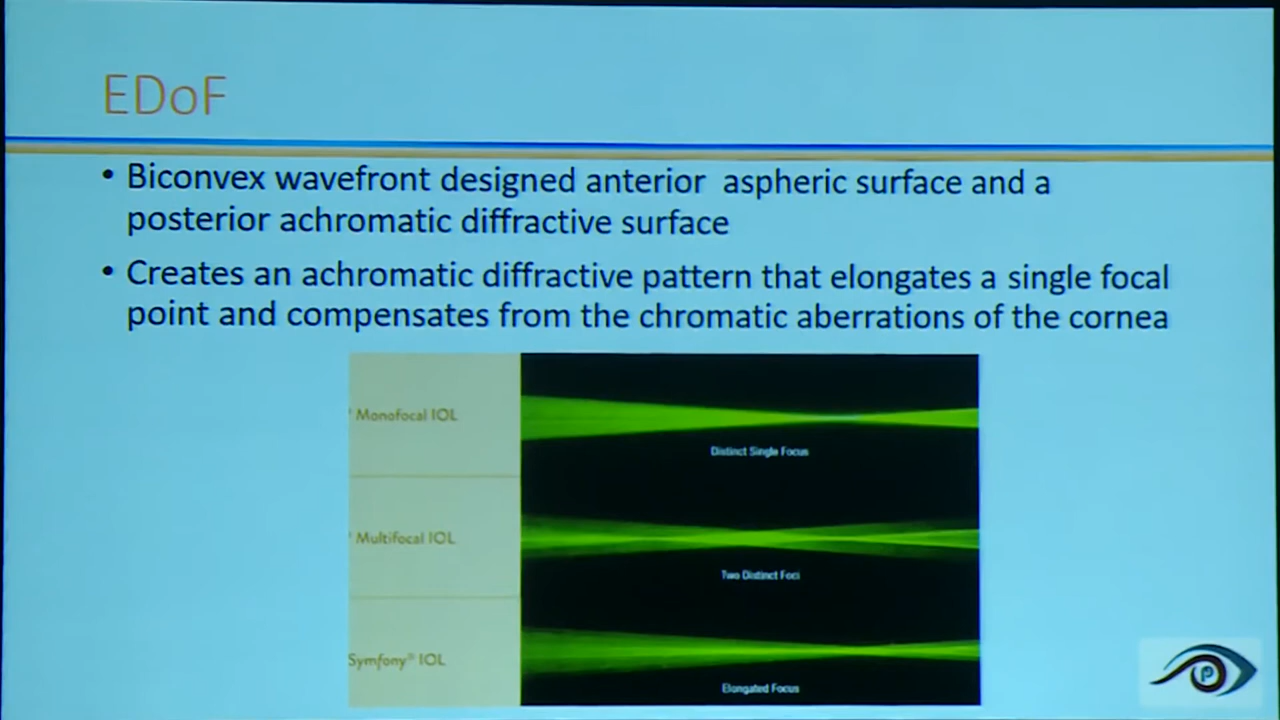 EDoF
• Biconvex wavefront designed anterior aspheric surface and a
posterior achromatic diffractive surface
• Creates an achromatic diffractive pattern that elongates a single focal
point and compensates from the chromatic aberrations of the cornea
Monofocal IOL
Distinct Single Focus
Multifocal IOL
Two Distinct Foci
Symfony® IOL
Elongated Focus
P